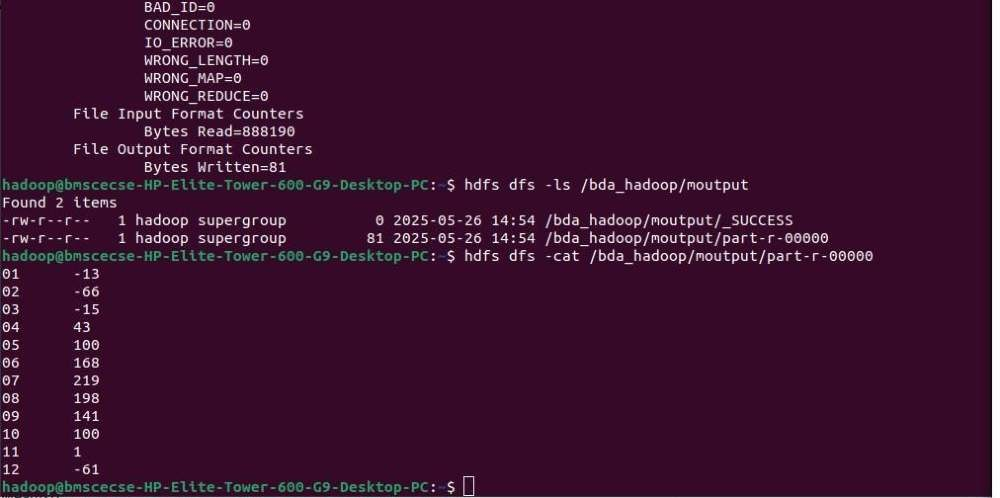 BAD_ID=0
CONNECTION=0
IO_ERROR=0
WRONG_LENGTH=0
WRONG_MAP=0
WRONG_REDUCE=0
File Input Format Counters
Bytes Read=888190
File Output Format Counters
Bytes Written=81
hadoop@bmscecse-HP-Elite-Tower-600-G9-Desktop-PC:~$ hdfs dfs -ls /bda_hadoop/moutput
Found 2 items
-rw-r--r--   1 hadoop supergroup          0 2025-05-26 14:54 /bda_hadoop/moutput/_SUCCESS
-rw-r--r--   1 hadoop supergroup         81 2025-05-26 14:54 /bda_hadoop/moutput/part-r-00000
hadoop@bmscecse-HP-Elite-Tower-600-G9-Desktop-PC:~$ hdfs dfs -cat /bda_hadoop/moutput/part-r-00000
01	-13
02	-66
03	-15
04	43
05	100
06	168
07	219
08	198
09	141
10	100
11	1
12	-61
hadoop@bmscecse-HP-Elite-Tower-600-G9-Desktop-PC:~$